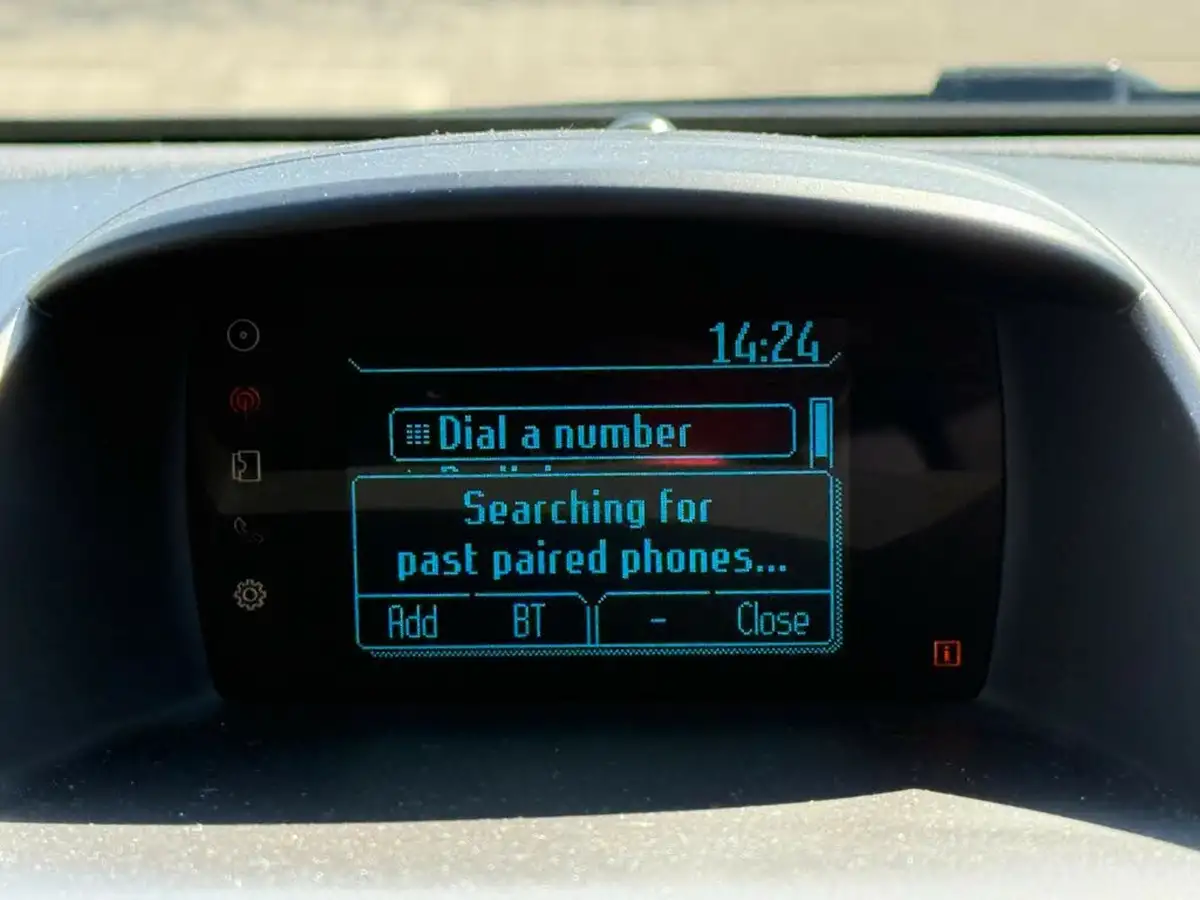 14:24
Dial a number
Searching for
past paired phones...
Add BT - Close
i